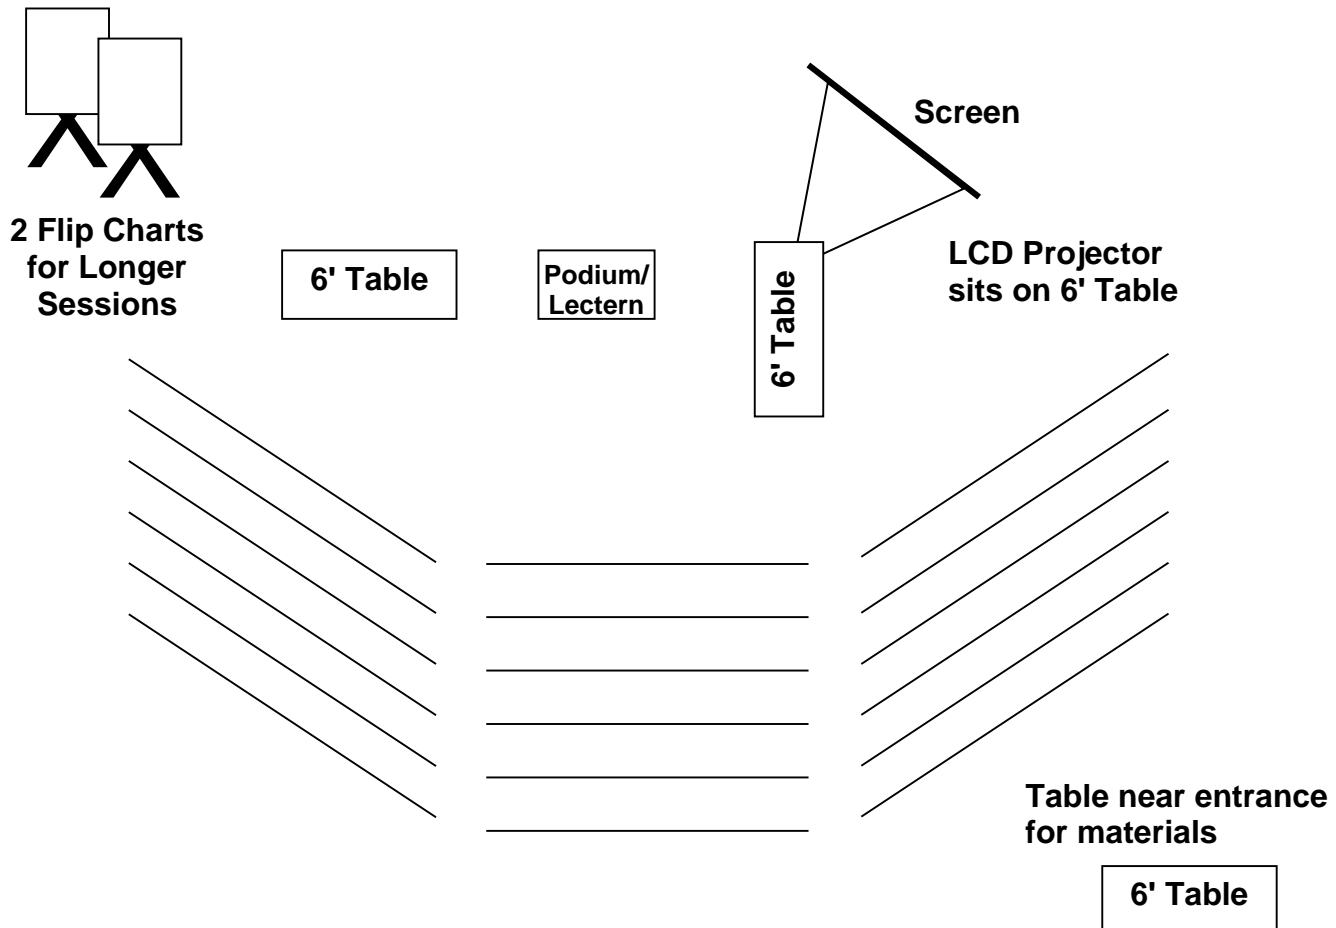 Screen
2 Flip Charts
for Longer
Sessions
6' Table
Podium/
Lectern
6' Table
LCD Projector
sits on 6' Table
Table near entrance
for materials
6' Table